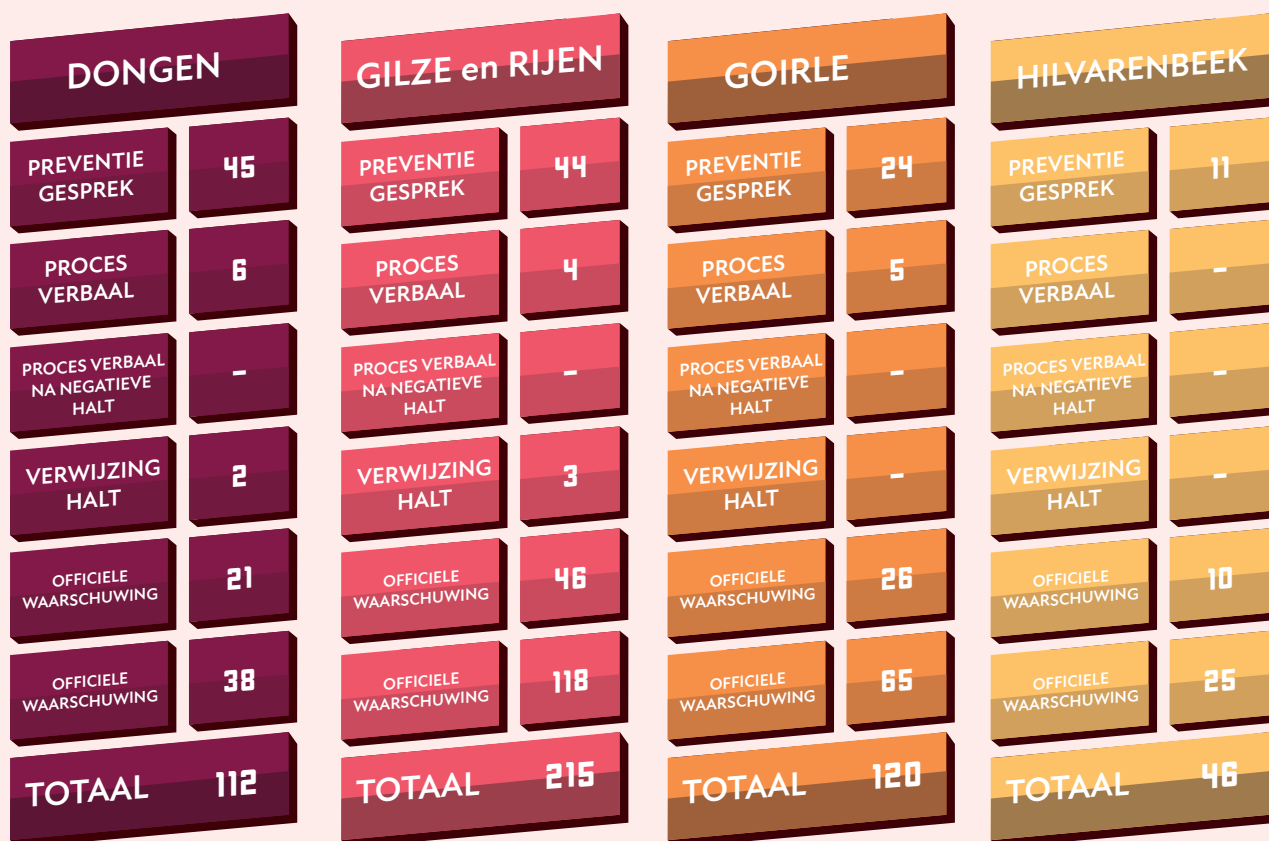 DONGEN
PREVENTIE
GESPREK
45
PROCES
VERBAAL
6
PROCES VERBAAL
NA NEGATIEVE
HALT
–
VERWIJZING
HALT
2
OFFICIELE
WAARSCHUWING
21
OFFICIELE
WAARSCHUWING
38
TOTAAL 112
GILZE en RIJEN
PREVENTIE
GESPREK
44
PROCES
VERBAAL
4
PROCES VERBAAL
NA NEGATIEVE
HALT
–
VERWIJZING
HALT
3
OFFICIELE
WAARSCHUWING
46
OFFICIELE
WAARSCHUWING
118
TOTAAL 215
GOIRLE
PREVENTIE
GESPREK
24
PROCES
VERBAAL
5
PROCES VERBAAL
NA NEGATIEVE
HALT
–
VERWIJZING
HALT
–
OFFICIELE
WAARSCHUWING
26
OFFICIELE
WAARSCHUWING
65
TOTAAL 120
HILVARENBEEK
PREVENTIE
GESPREK
11
PROCES
VERBAAL
–
PROCES VERBAAL
NA NEGATIEVE
HALT
–
VERWIJZING
HALT
–
OFFICIELE
WAARSCHUWING
10
OFFICIELE
WAARSCHUWING
25
TOTAAL 46